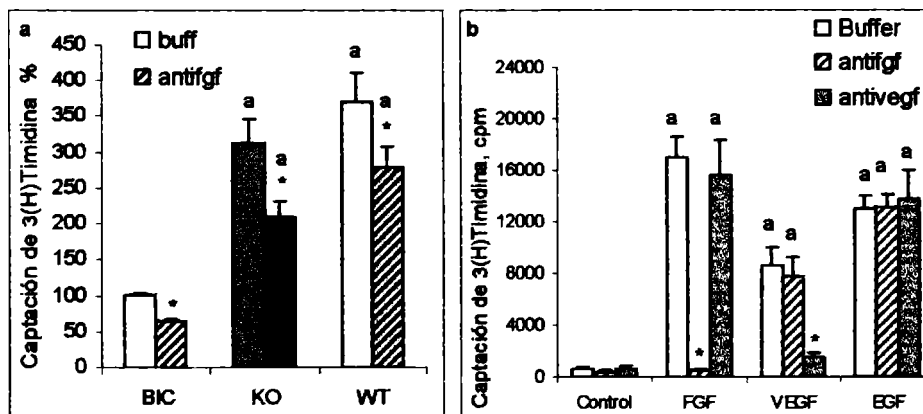 a
buff
antifgf
Captación de 3(H)Timidina %
450
400
350
300
250
200
150
100
50
0
*
a
a
*
a
a
*
BIC
KO
WT
b
Buffer
antifgf
antivegf
Captación de 3(H)Timidina, cpm
24000
20000
16000
12000
8000
4000
0
a
*
a
a
a
*
a
a
a
Control
FGF
VEGF
EGF